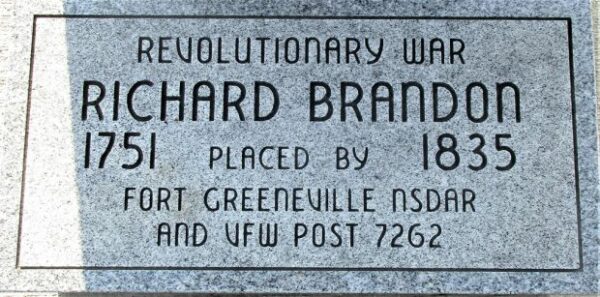 REVOLUTIONARY WAR
RICHARD BRANDON
1751 PLACED BY 1835
FORT GREENEVILLE NSDAR
AND VFW POST 7262